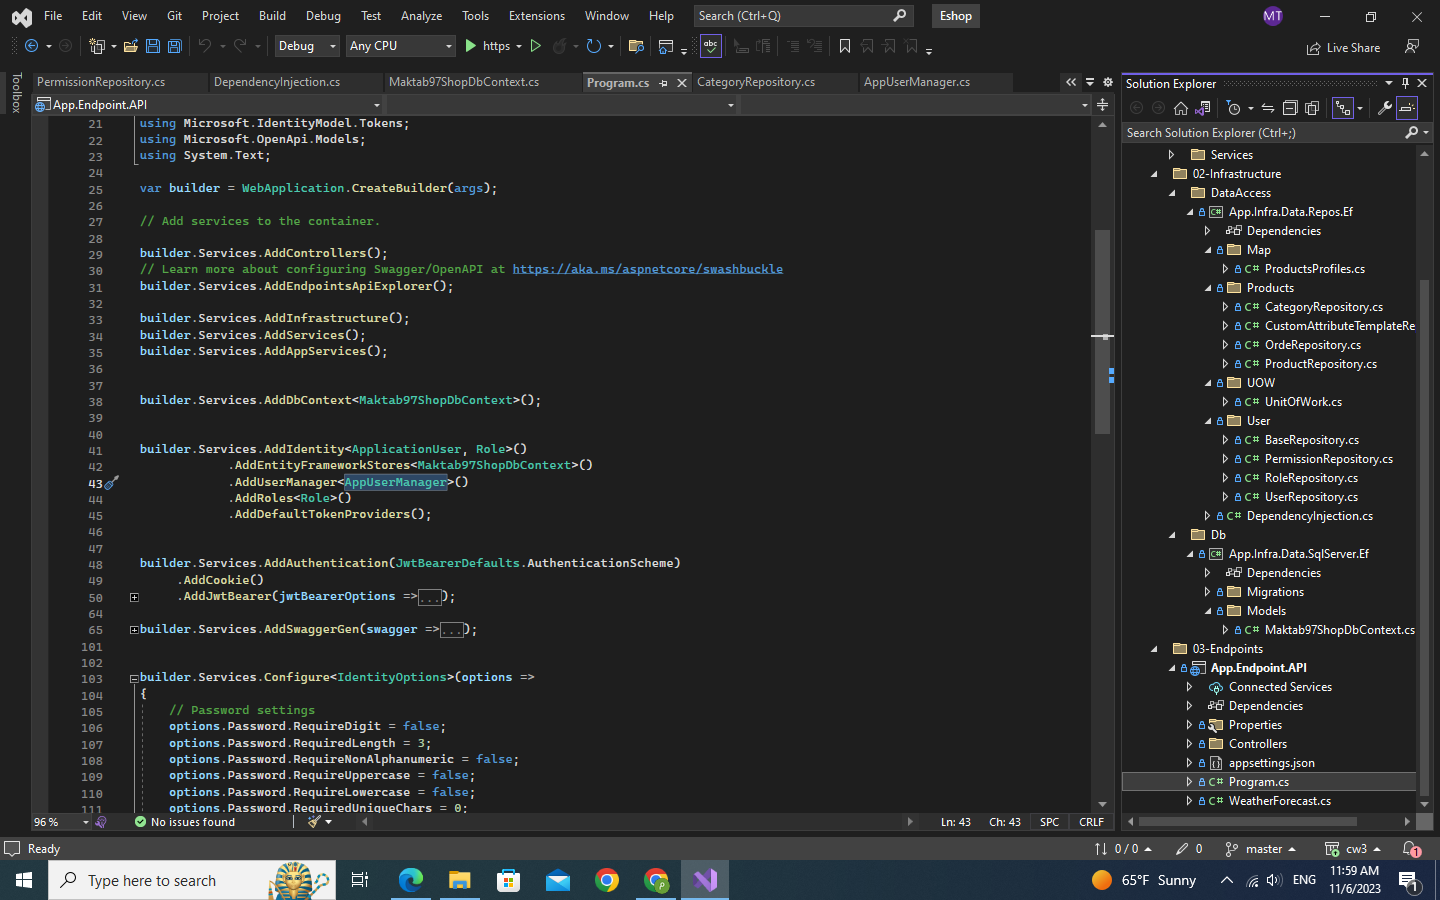 File Edit View Git Project Build Debug Test Analyze Tools Extensions Window Help Search (Ctrl+Q) Eshop MT
Debug Any CPU https Live Share
Toolbox
PermissionRepository.cs DependencyInjection.cs Maktab97ShopDbContext.cs Program.cs CategoryRepository.cs AppUserManager.cs
App.Endpoint.API
21 using Microsoft.IdentityModel.Tokens;
22 using Microsoft.OpenApi.Models;
23 using System.Text;
24
25 var builder = WebApplication.CreateBuilder(args);
26
27 // Add services to the container.
28
29 builder.Services.AddControllers();
30 // Learn more about configuring Swagger/OpenAPI at https://aka.ms/aspnetcore/swashbuckle
31 builder.Services.AddEndpointsApiExplorer();
32
33 builder.Services.AddInfrastructure();
34 builder.Services.AddServices();
35 builder.Services.AddAppServices();
36
37
38 builder.Services.AddDbContext<Maktab97ShopDbContext>();
39
40
41 builder.Services.AddIdentity<ApplicationUser, Role>()
42 .AddEntityFrameworkStores<Maktab97ShopDbContext>()
43 .AddUserManager<AppUserManager>()
44 .AddRoles<Role>()
45 .AddDefaultTokenProviders();
46
47
48 builder.Services.AddAuthentication(JwtBearerDefaults.AuthenticationScheme)
49 .AddCookie()
50 .AddJwtBearer(jwtBearerOptions =>...);
64
65 builder.Services.AddSwaggerGen(swagger =>...);
101
102
103 builder.Services.Configure<IdentityOptions>(options =>
104 {
105 // Password settings
106 options.Password.RequireDigit = false;
107 options.Password.RequiredLength = 3;
108 options.Password.RequireNonAlphanumeric = false;
109 options.Password.RequireUppercase = false;
110 options.Password.RequireLowercase = false;
111 options.Password.RequiredUniqueChars = 0;
96 % No issues found Ln: 43 Ch: 43 SPC CRLF
Solution Explorer
Search Solution Explorer (Ctrl+;)
Services
02-Infrastructure
DataAccess
App.Infra.Data.Repos.Ef
Dependencies
Map
C# ProductsProfiles.cs
Products
C# CategoryRepository.cs
C# CustomAttributeTemplateRe
C# OrdeRepository.cs
C# ProductRepository.cs
UOW
C# UnitOfWork.cs
User
C# BaseRepository.cs
C# PermissionRepository.cs
C# RoleRepository.cs
C# UserRepository.cs
C# DependencyInjection.cs
Db
App.Infra.Data.SqlServer.Ef
Dependencies
Migrations
Models
C# Maktab97ShopDbContext.cs
03-Endpoints
App.Endpoint.API
Connected Services
Dependencies
Properties
Controllers
appsettings.json
C# Program.cs
C# WeatherForecast.cs
Ready 0 / 0 0 master cw3 1
Type here to search 65°F Sunny ENG 11:59 AM
11/6/2023 1